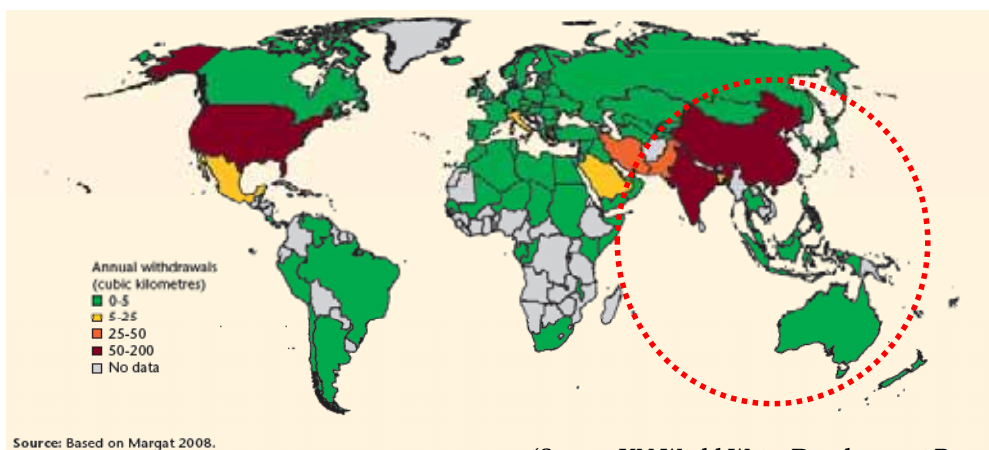 Annual withdrawals
(cubic kilometres)
0-5
5-25
25-50
50-200
No data
Source: Based on Margat 2008.